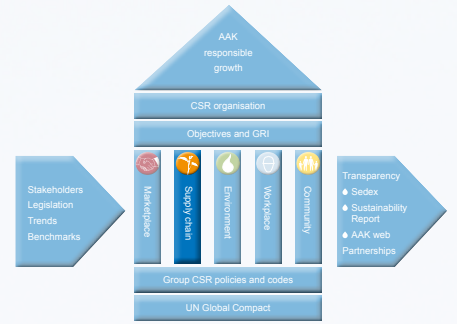 AAK
responsible
growth
CSR organisation
Objectives and GRI
Stakeholders
Legislation
Trends
Benchmarks
Marketplace
Supply chain
Environment
Workplace
Community
Transparency
Sedex
Sustainability
Report
AAK web
Partnerships
Group CSR policies and codes
UN Global Compact